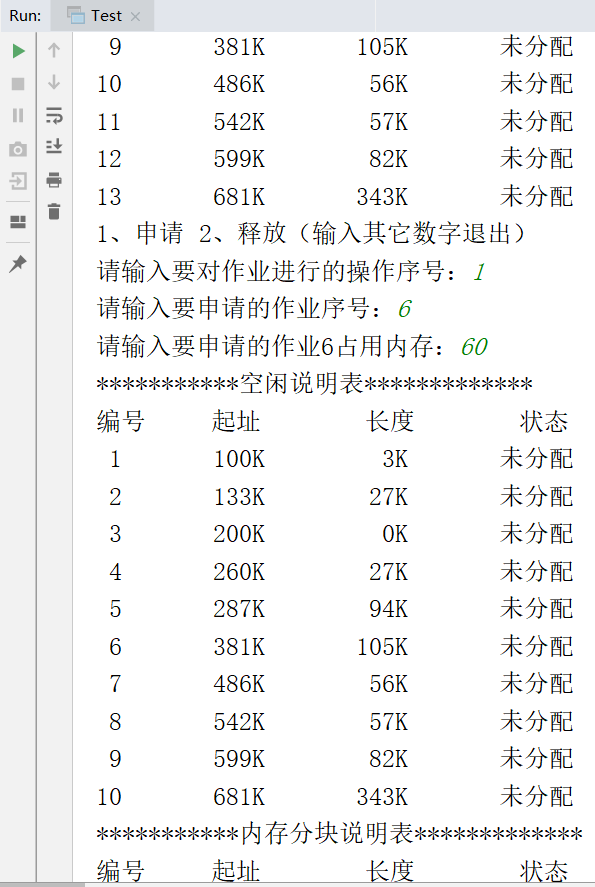 Run: Test
9 381K 105K 未分配
10 486K 56K 未分配
11 542K 57K 未分配
12 599K 82K 未分配
13 681K 343K 未分配
1、申请 2、释放（输入其它数字退出）
请输入要对作业进行的操作序号：1
请输入要申请的作业序号：6
请输入要申请的作业6占用内存：60
***********空闲说明表*************
编号 起址 长度 状态
1 100K 3K 未分配
2 133K 27K 未分配
3 200K 0K 未分配
4 260K 27K 未分配
5 287K 94K 未分配
6 381K 105K 未分配
7 486K 56K 未分配
8 542K 57K 未分配
9 599K 82K 未分配
10 681K 343K 未分配
***********内存分块说明表*************
编号 起址 长度 状态